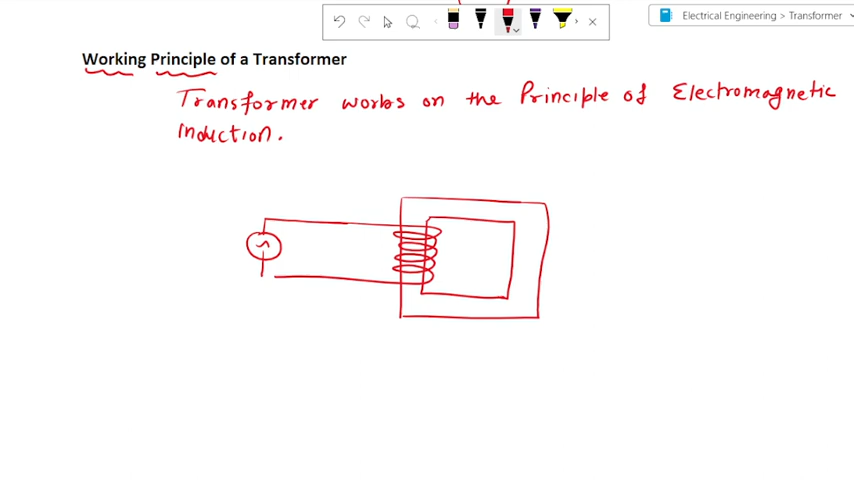 Electrical Engineering > Transformer
Working Principle of a Transformer
Transformer works on the Principle of Electromagnetic
Induction.